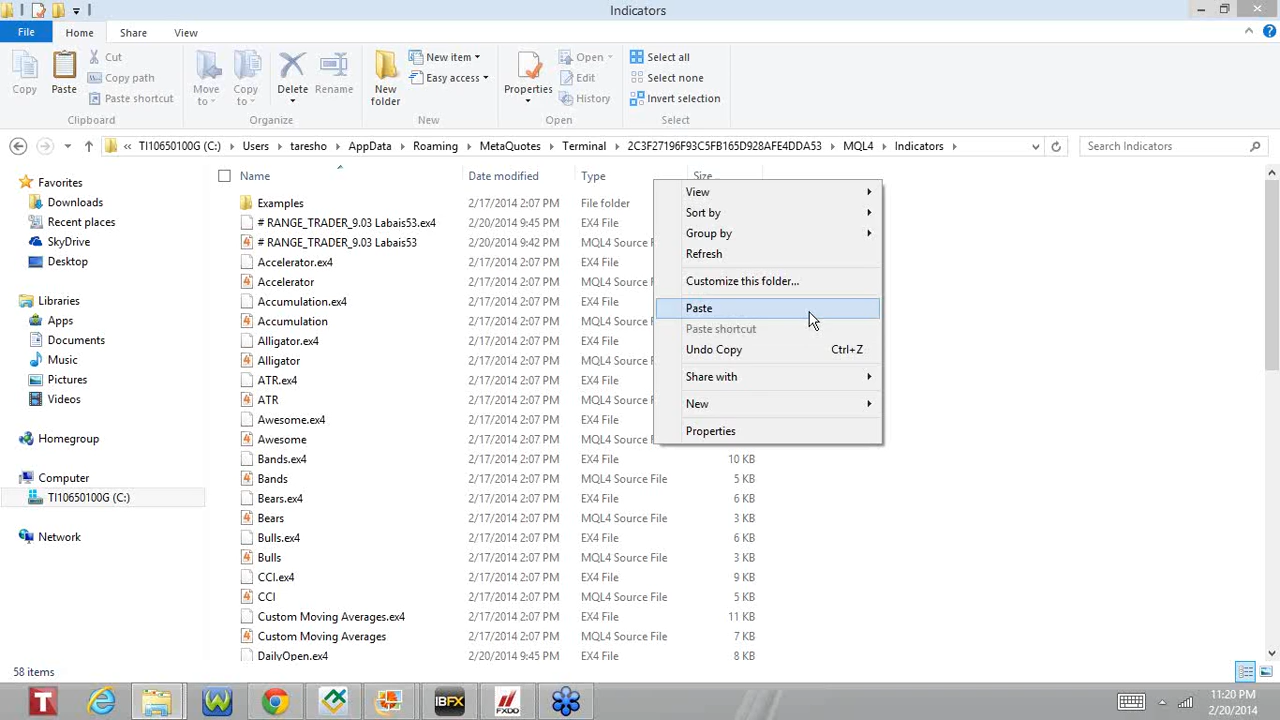 Indicators
File Home Share View
Copy
Paste
Cut
Copy path
Paste shortcut
Clipboard
Move to
Copy to
Delete
Rename
Organize
New folder
New item
Easy access
New
Properties
Open
Edit
History
Open
Select all
Select none
Invert selection
Select
« TI10650100G (C:) Users taresho AppData Roaming MetaQuotes Terminal 2C3F27196F93C5FB165D928AFE4DDA53 MQL4 Indicators
Search Indicators
Favorites
Downloads
Recent places
SkyDrive
Desktop
Libraries
Apps
Documents
Music
Pictures
Videos
Homegroup
Computer
TI10650100G (C:)
Network
Name Date modified Type Size
Examples 2/17/2014 2:07 PM File folder
# RANGE_TRADER_9.03 Labais53.ex4 2/20/2014 9:45 PM EX4 File
# RANGE_TRADER_9.03 Labais53 2/20/2014 9:42 PM MQL4 Source F
Accelerator.ex4 2/17/2014 2:07 PM EX4 File
Accelerator 2/17/2014 2:07 PM MQL4 Source F
Accumulation.ex4 2/17/2014 2:07 PM EX4 File
Accumulation 2/17/2014 2:07 PM MQL4 Source F
Alligator.ex4 2/17/2014 2:07 PM EX4 File
Alligator 2/17/2014 2:07 PM MQL4 Source F
ATR.ex4 2/17/2014 2:07 PM EX4 File
ATR 2/17/2014 2:07 PM MQL4 Source F
Awesome.ex4 2/17/2014 2:07 PM EX4 File
Awesome 2/17/2014 2:07 PM MQL4 Source F
Bands.ex4 2/17/2014 2:07 PM EX4 File 10 KB
Bands 2/17/2014 2:07 PM MQL4 Source File 5 KB
Bears.ex4 2/17/2014 2:07 PM EX4 File 6 KB
Bears 2/17/2014 2:07 PM MQL4 Source File 3 KB
Bulls.ex4 2/17/2014 2:07 PM EX4 File 6 KB
Bulls 2/17/2014 2:07 PM MQL4 Source File 3 KB
CCI.ex4 2/17/2014 2:07 PM EX4 File 9 KB
CCI 2/17/2014 2:07 PM MQL4 Source File 5 KB
Custom Moving Averages.ex4 2/17/2014 2:07 PM EX4 File 11 KB
Custom Moving Averages 2/17/2014 2:07 PM MQL4 Source File 7 KB
DailyOpen.ex4 2/20/2014 9:45 PM EX4 File 8 KB
View
Sort by
Group by
Refresh
Customize this folder...
Paste
Paste shortcut
Undo Copy Ctrl+Z
Share with
New
Properties
58 items
T
W
IBFX
FXDD
11:20 PM
2/20/2014